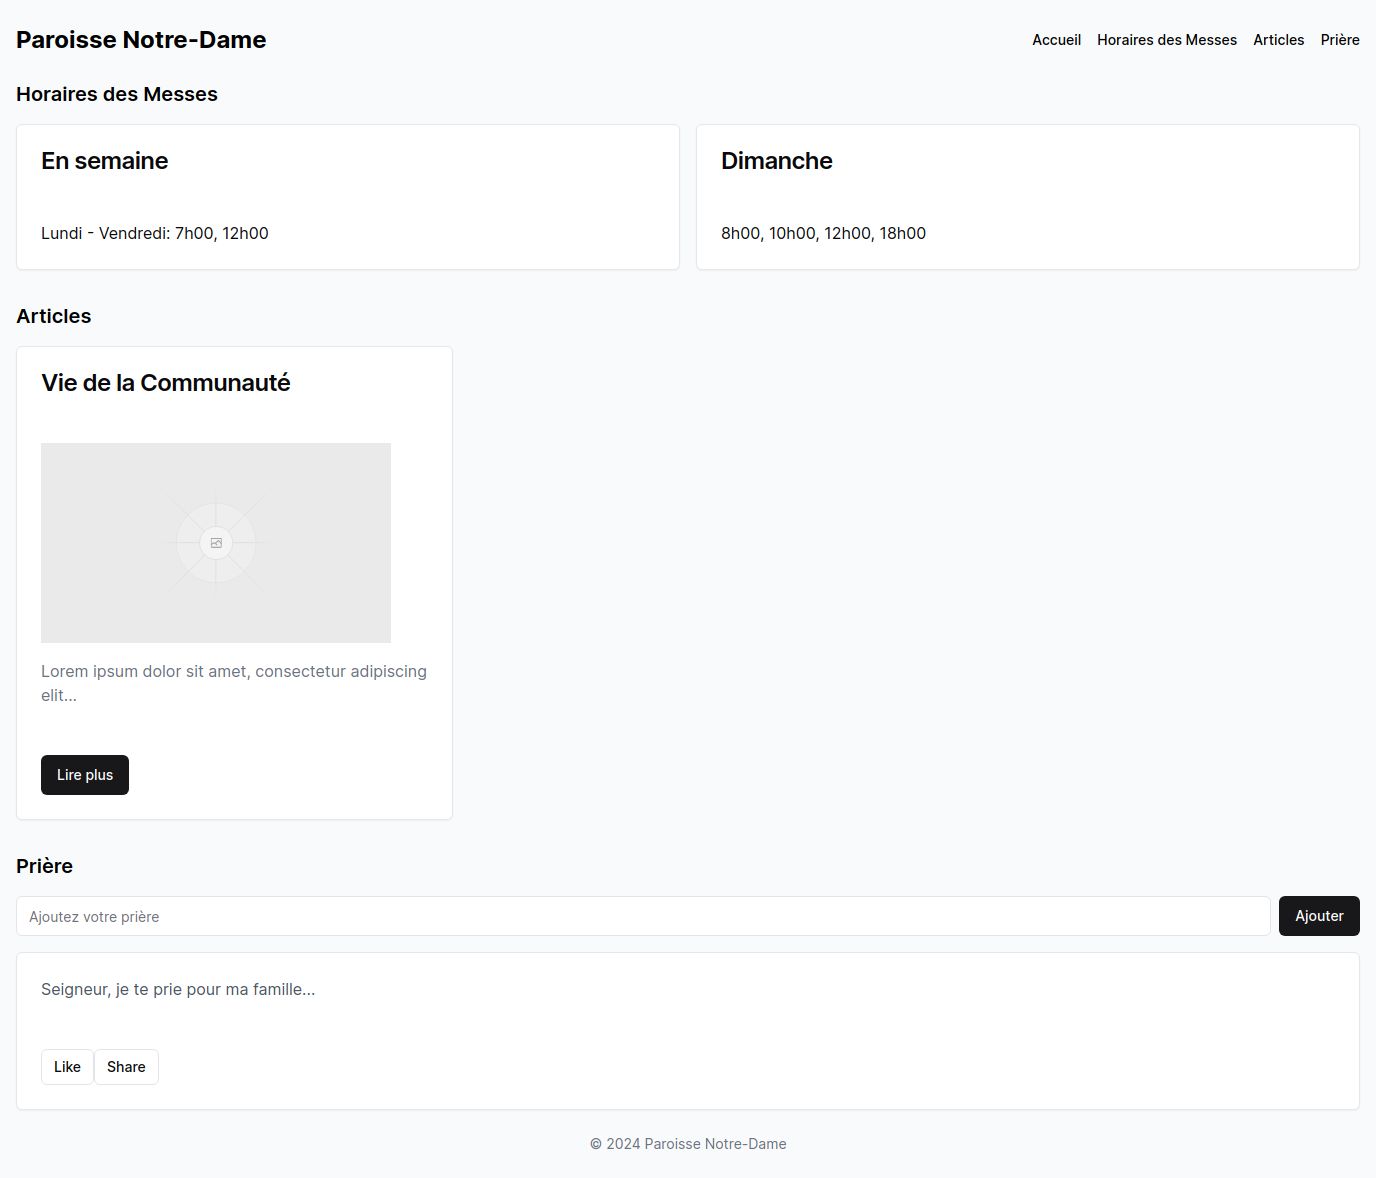 Paroisse Notre-Dame
Accueil Horaires des Messes Articles Prière
Horaires des Messes
En semaine
Lundi - Vendredi: 7h00, 12h00
Dimanche
8h00, 10h00, 12h00, 18h00
Articles
Vie de la Communauté
Lorem ipsum dolor sit amet, consectetur adipiscing
elit...
Lire plus
Prière
Ajoutez votre prière
Ajouter
Seigneur, je te prie pour ma famille...
Like Share
© 2024 Paroisse Notre-Dame